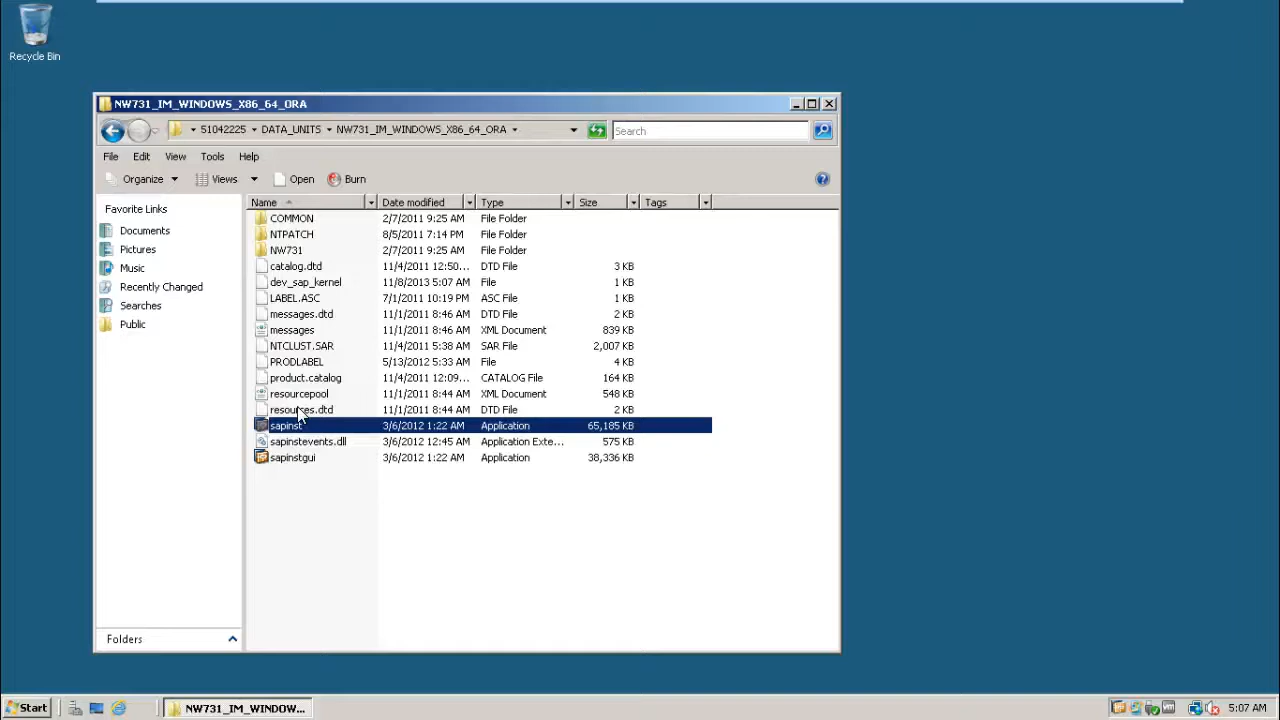 Recycle Bin
NW731_IM_WINDOWS_X86_64_ORA
51042225 DATA_UNITS NW731_IM_WINDOWS_X86_64_ORA Search
File Edit View Tools Help
Organize Views Open Burn
Favorite Links
Documents
Pictures
Music
Recently Changed
Searches
Public
Folders
Name Date modified Type Size Tags
COMMON 2/7/2011 9:25 AM File Folder
NTPATCH 8/5/2011 7:14 PM File Folder
NW731 2/7/2011 9:25 AM File Folder
catalog.dtd 11/4/2011 12:50... DTD File 3 KB
dev_sap_kernel 11/8/2013 5:07 AM File 1 KB
LABEL.ASC 7/1/2011 10:19 PM ASC File 1 KB
messages.dtd 11/1/2011 8:46 AM DTD File 2 KB
messages 11/1/2011 8:46 AM XML Document 839 KB
NTCLUST.SAR 11/4/2011 5:38 AM SAR File 2,007 KB
PRODLABEL 5/13/2012 5:33 AM File 4 KB
product.catalog 11/4/2011 12:09... CATALOG File 164 KB
resourcepool 11/1/2011 8:44 AM XML Document 548 KB
resources.dtd 11/1/2011 8:44 AM DTD File 2 KB
sapinst 3/6/2012 1:22 AM Application 65,185 KB
sapinstevents.dll 3/6/2012 12:45 AM Application Exte... 575 KB
sapinstgui 3/6/2012 1:22 AM Application 38,336 KB
Start NW731_IM_WINDOW... 5:07 AM